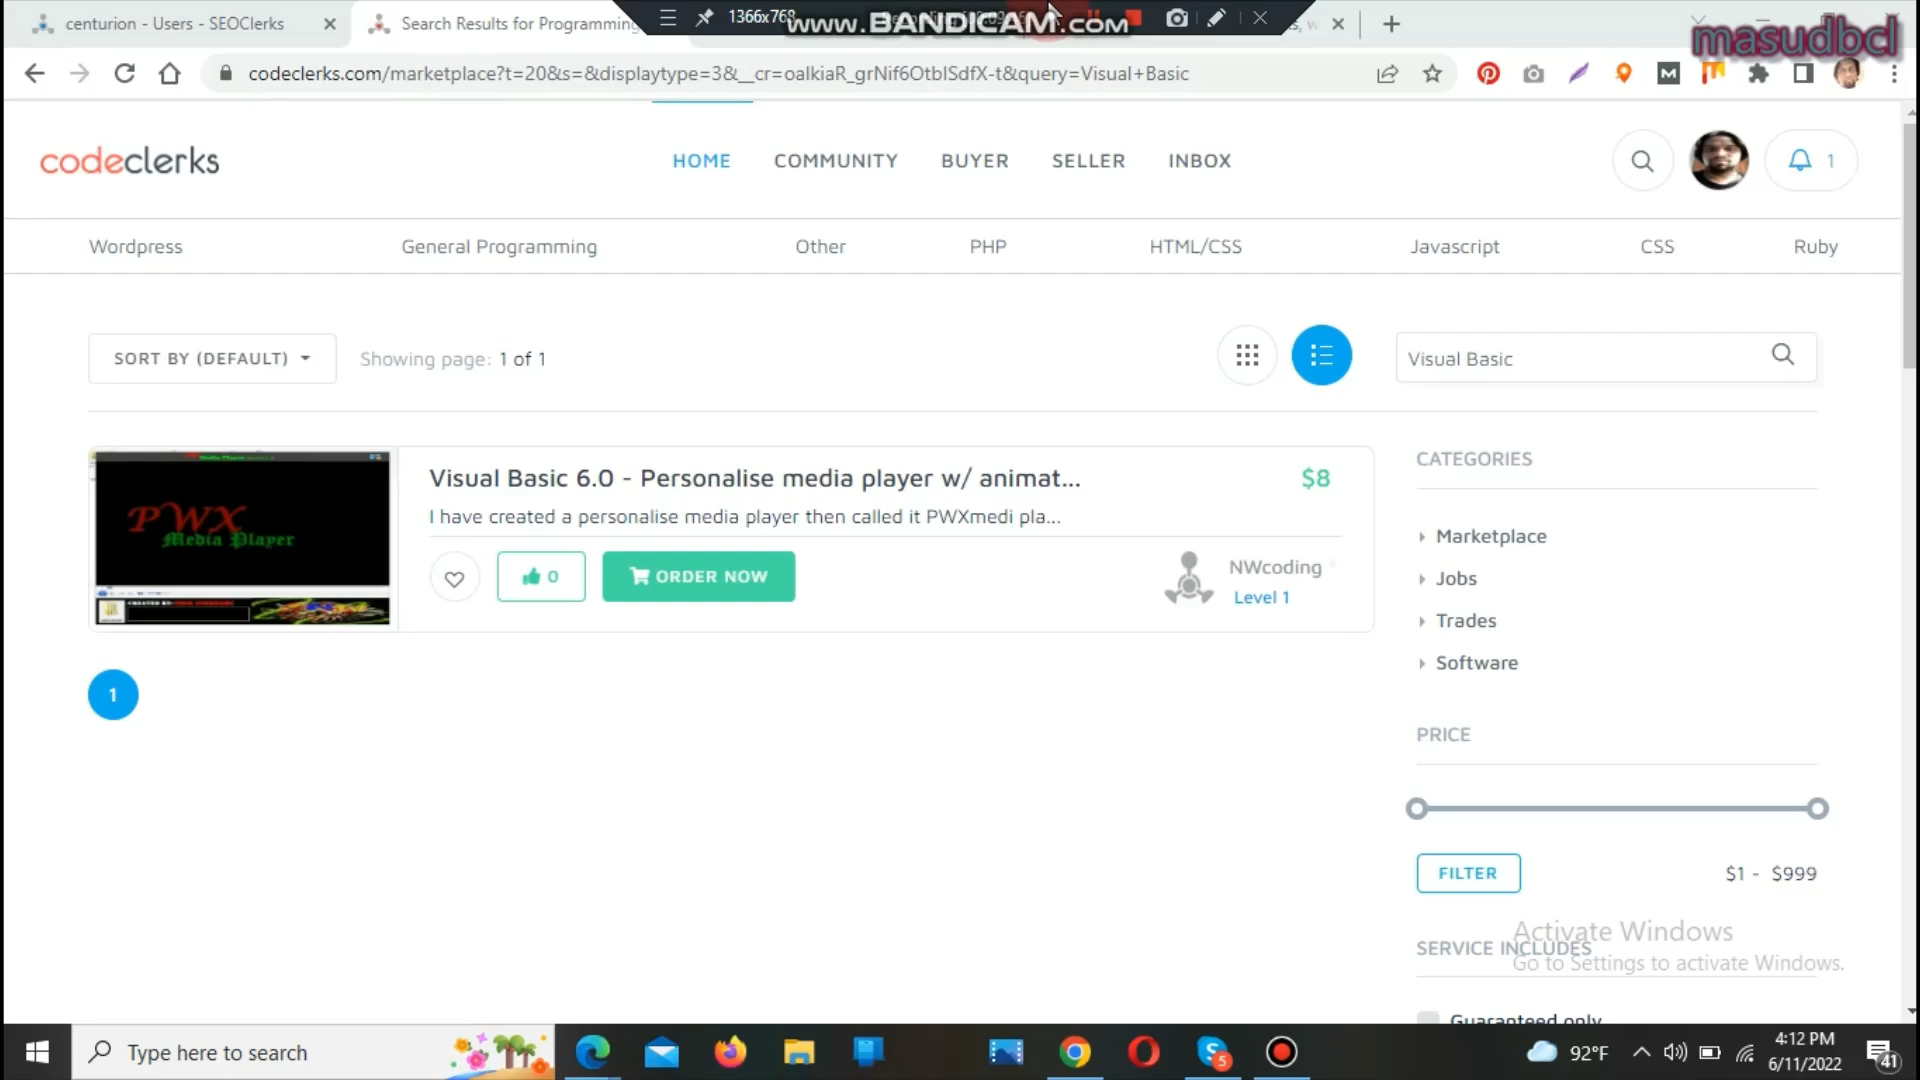 centurion - Users - SEOClerks
Search Results for Programming
1366x768
www.BANDICAM.com
masudbcl
codeclerks.com/marketplace?t=20&s=&displaytype=3&__cr=oalkiaR_grNif6OtblSdfX-t&query=Visual+Basic
codeclerks
HOME COMMUNITY BUYER SELLER INBOX
1
Wordpress General Programming Other PHP HTML/CSS Javascript CSS Ruby
SORT BY (DEFAULT) Showing page: 1 of 1
Visual Basic
PWX
Media Player
Visual Basic 6.0 - Personalise media player w/ animat...
$8
I have created a personalise media player then called it PWXmedi pla...
0
ORDER NOW
NWcoding
Level 1
1
CATEGORIES
Marketplace
Jobs
Trades
Software
PRICE
FILTER
$1 - $999
SERVICE INCLUDES
Guaranteed only
Activate Windows
Go to Settings to activate Windows.
Type here to search
5
92°F
4:12 PM
6/11/2022
41